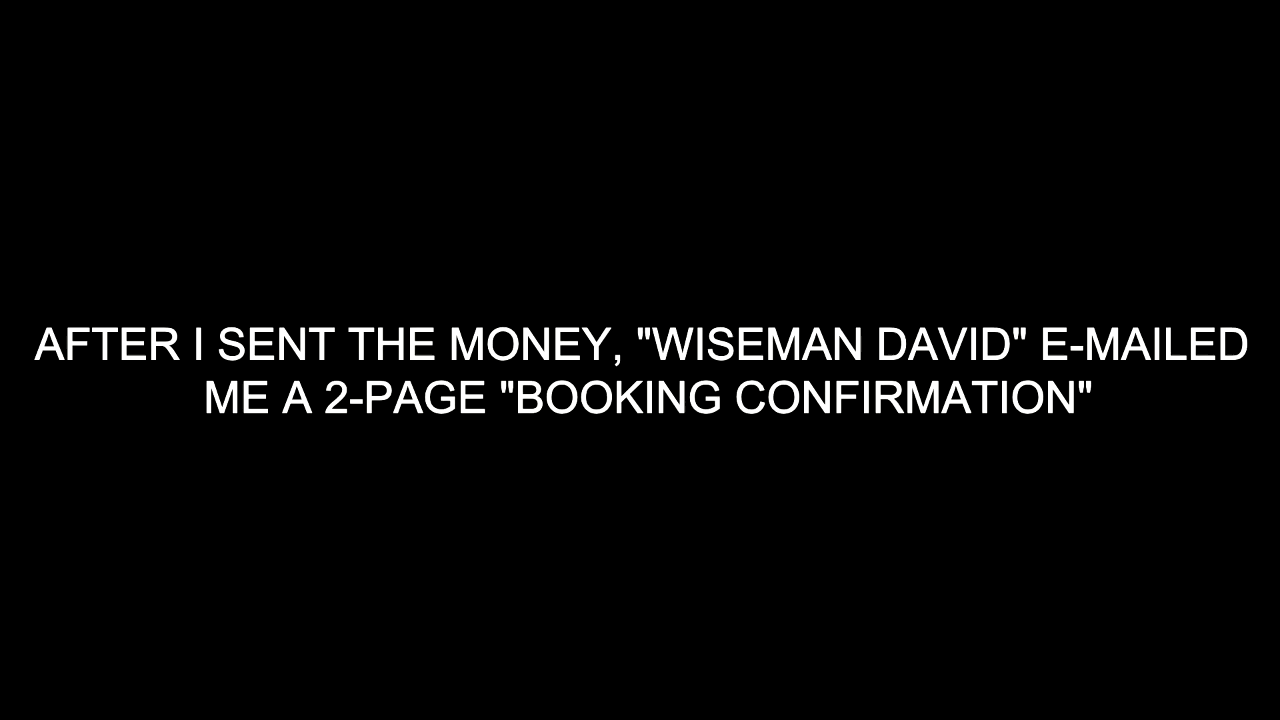 AFTER I SENT THE MONEY, "WISEMAN DAVID" E-MAILED
ME A 2-PAGE "BOOKING CONFIRMATION"